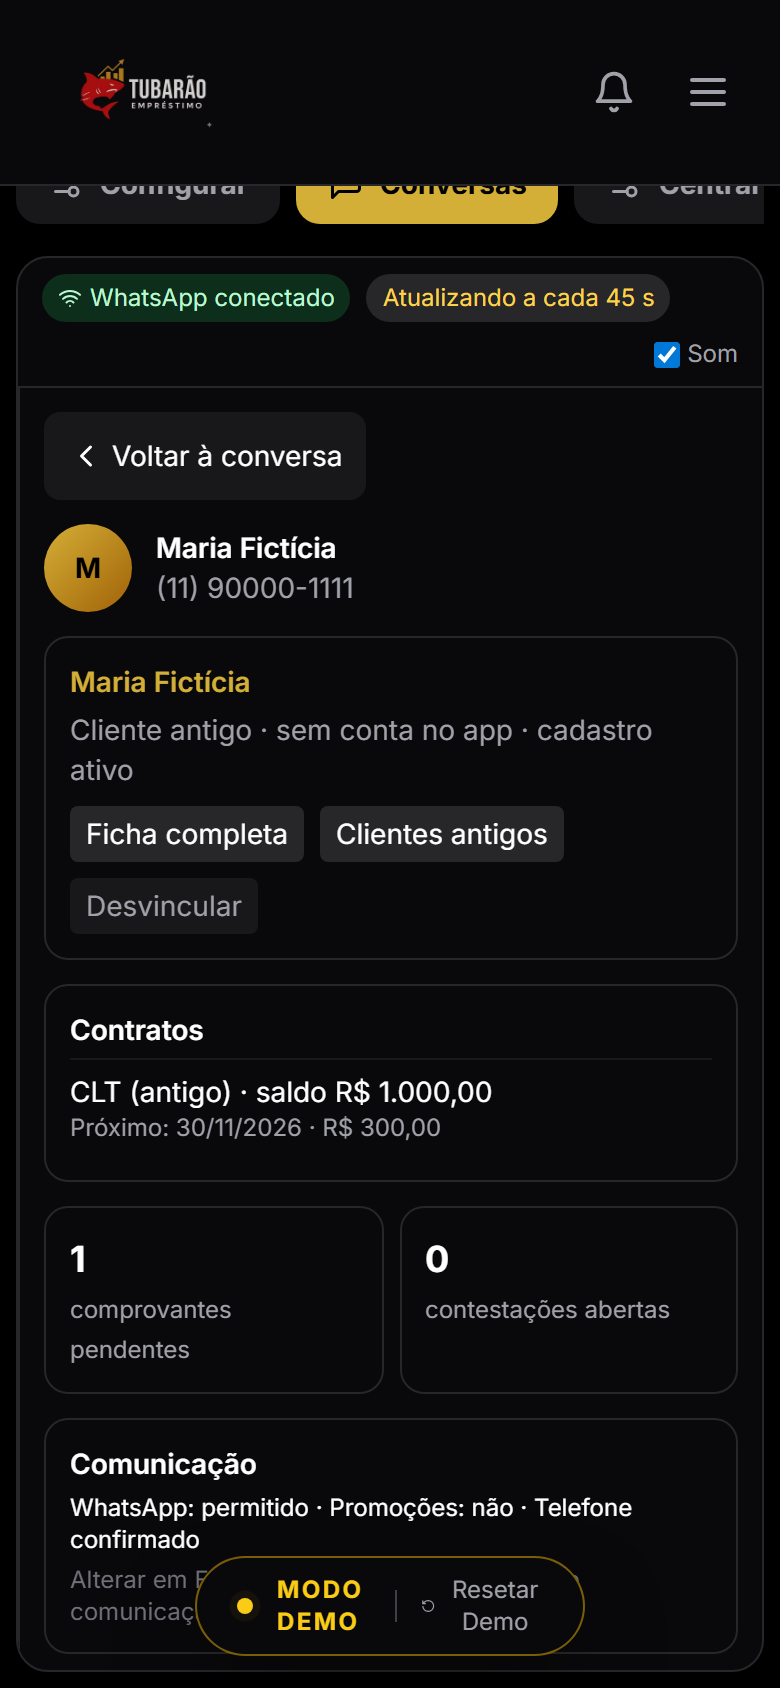 TUBARÃO
EMPRÉSTIMO
Configurar
Conversas
Central
WhatsApp conectado
Atualizando a cada 45 s
Som
Voltar à conversa
M
Maria Fictícia
(11) 90000-1111
Maria Fictícia
Cliente antigo · sem conta no app · cadastro
ativo
Ficha completa
Clientes antigos
Desvincular
Contratos
CLT (antigo) · saldo R$ 1.000,00
Próximo: 30/11/2026 · R$ 300,00
1
comprovantes
pendentes
0
contestações abertas
Comunicação
WhatsApp: permitido · Promoções: não · Telefone
confirmado
Alterar em
MODO
DEMO
Resetar
Demo